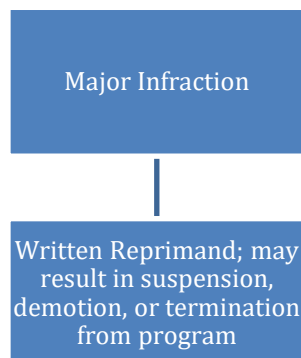 Major Infraction
Written Reprimand; may
result in suspension,
demotion, or termination
from program